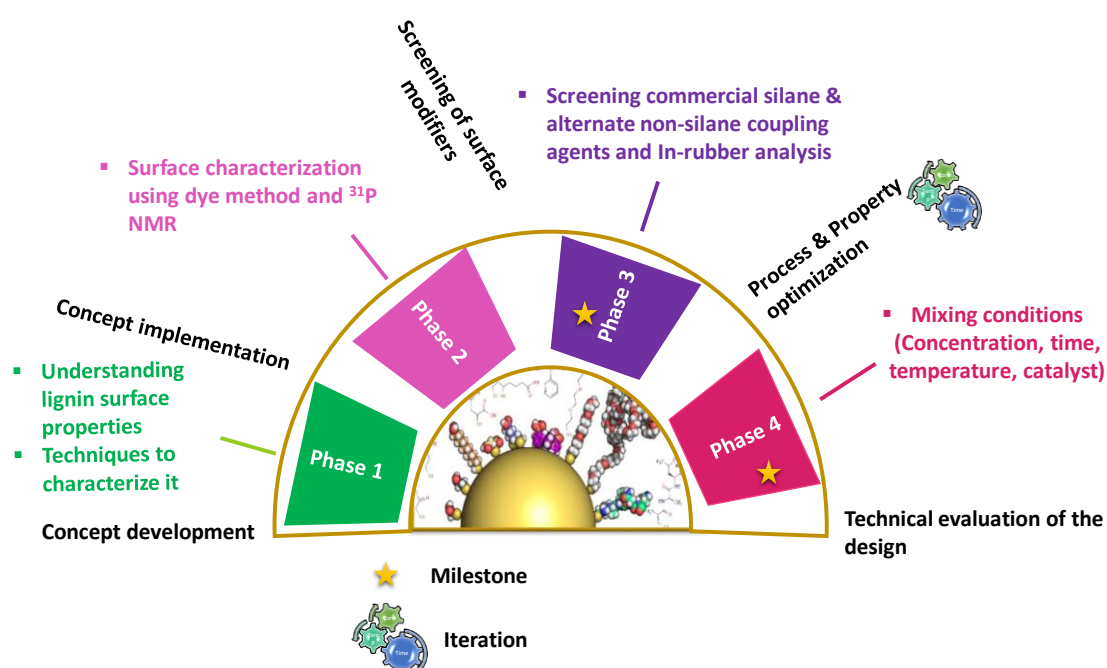 Screening of surface
modifiers
▪ Screening commercial silane &
alternate non-silane coupling
agents and In-rubber analysis
▪ Surface characterization
using dye method and ³¹P
NMR
Process & Property
optimization
Concept implementation
▪ Mixing conditions
(Concentration, time,
temperature, catalyst)
▪ Understanding
lignin surface
properties
▪ Techniques to
characterize it
Phase 1
Phase 2
Phase 3
Phase 4
Concept development
Technical evaluation of the
design
Milestone
Iteration
Time
Time